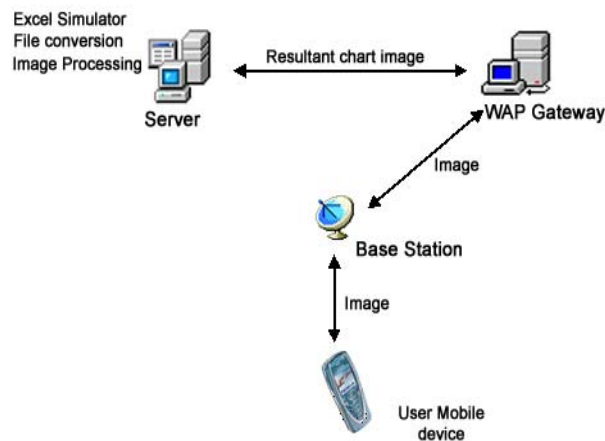 Excel Simulator
File conversion
Image Processing
Resultant chart image
Server
WAP Gateway
Image
Base Station
Image
User Mobile
device